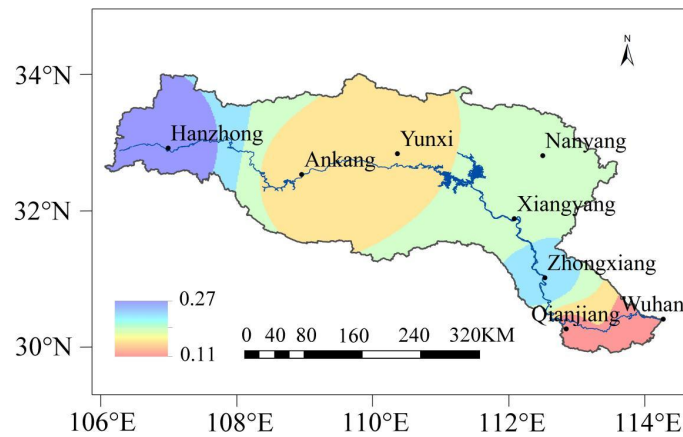 N
34°N
32°N
30°N
Hanzhong
Ankang
Yunxi
Nanyang
Xiangyang
Zhongxiang
Qianjiang
Wuhan
0.27
0.11
0 40 80 160 240 320KM
106°E 108°E 110°E 112°E 114°E